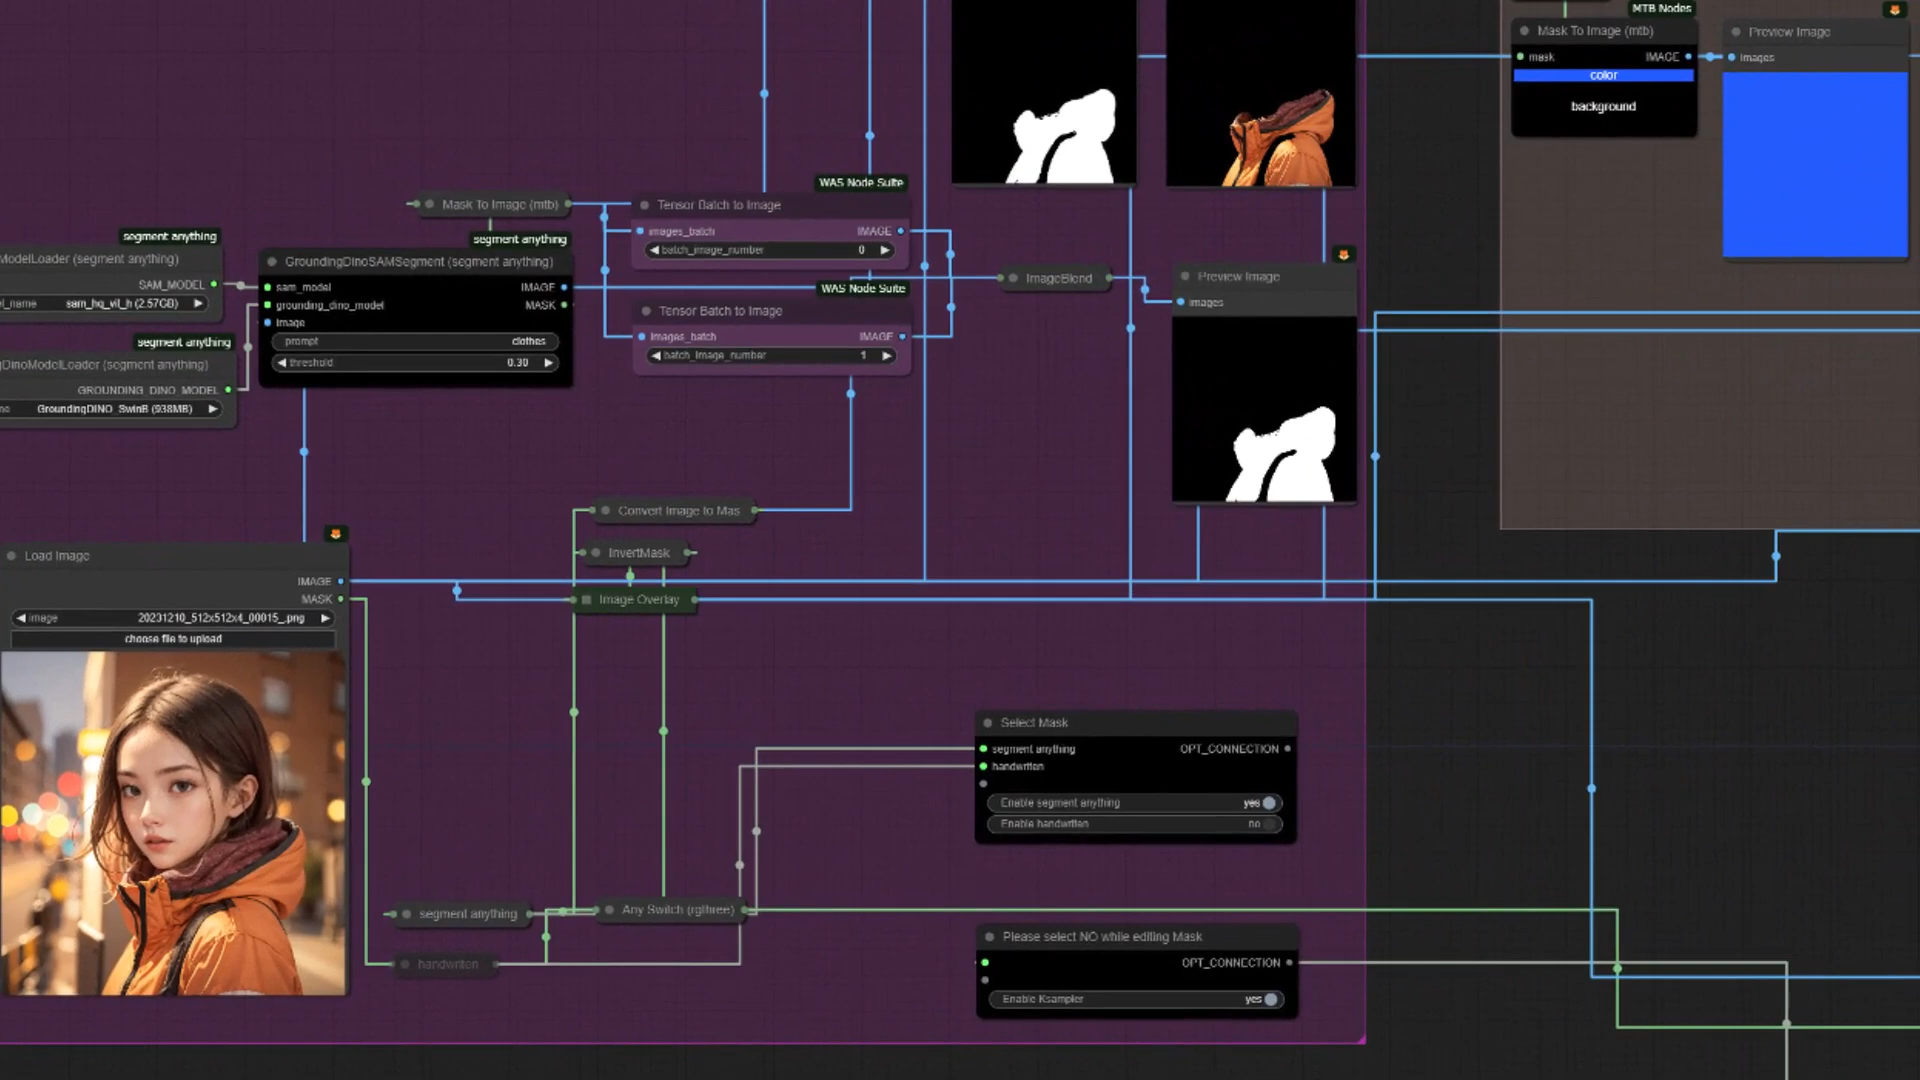 MTB Nodes
Mask To Image (mtb)
Preview Image
mask
IMAGE
images
color
background
WAS Node Suite
Mask To Image (mtb)
Tensor Batch to Image
segment anything
segment anything
images_batch
IMAGE
batch_image_number
0
ModelLoader (segment anything)
GroundingDinoSAMSegment (segment anything)
SAM_MODEL
sam_model
IMAGE
WAS Node Suite
ImageBlend
Preview Image
sam_hq_vit_h (2.57GB)
grounding_dino_model
MASK
images
image
Tensor Batch to Image
segment anything
prompt
clothes
images_batch
IMAGE
DinoModelLoader (segment anything)
threshold
0.30
batch_image_number
1
GROUNDING_DINO_MODEL
GroundingDINO_SwinB (938MB)
Convert Image to Mas
InvertMask
Load Image
IMAGE
MASK
Image Overlay
image
20231210_512x512x4_00015_.png
choose file to upload
Select Mask
segment anything
OPT_CONNECTION
handwriten
Enable segment anything
yes
Enable handwriten
no
segment anything
Any Switch (rgthree)
handwriten
Please select NO while editing Mask
OPT_CONNECTION
Enable Ksampler
yes